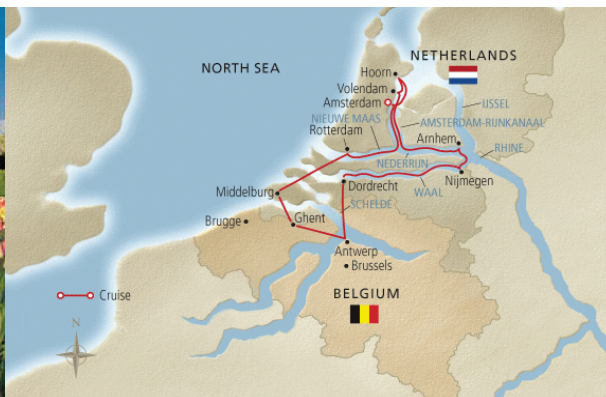 NORTH SEA
NETHERLANDS
Hoorn
Volendam
Amsterdam
IJSSEL
NIEUWE MAAS
AMSTERDAM-RIJNKANAAL
Rotterdam
Arnhem
RHINE
NEDERRIJN
Dordrecht
Nijmegen
WAAL
Middelburg
SCHELDE
Brugge
Ghent
Antwerp
Brussels
BELGIUM
Cruise
N